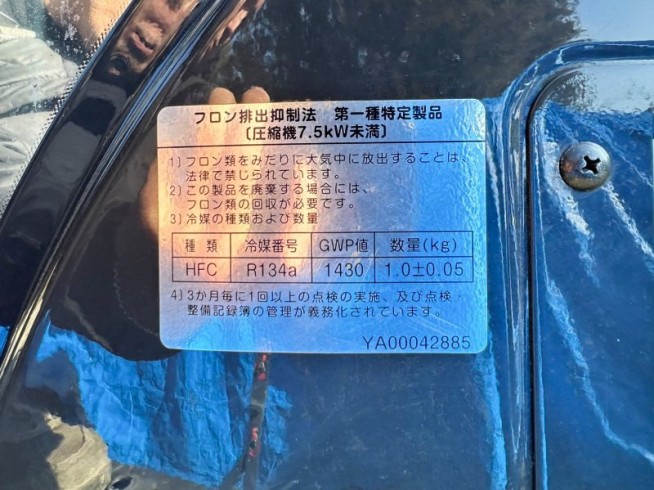 フロン排出抑制法　第一種特定製品
〔圧縮機7.5kW未満〕
1) フロン類をみだりに大気中に放出することは、
法律で禁じられています。
2) この製品を廃棄する場合には、
フロン類の回収が必要です。
3) 冷媒の種類および数量
種　類　冷媒番号　GWP値　数量(kg)
HFC　R134a　1430　1.0±0.05
4) 3か月毎に1回以上の点検の実施、及び点検・
整備記録簿の管理が義務化されています。
YA00042885